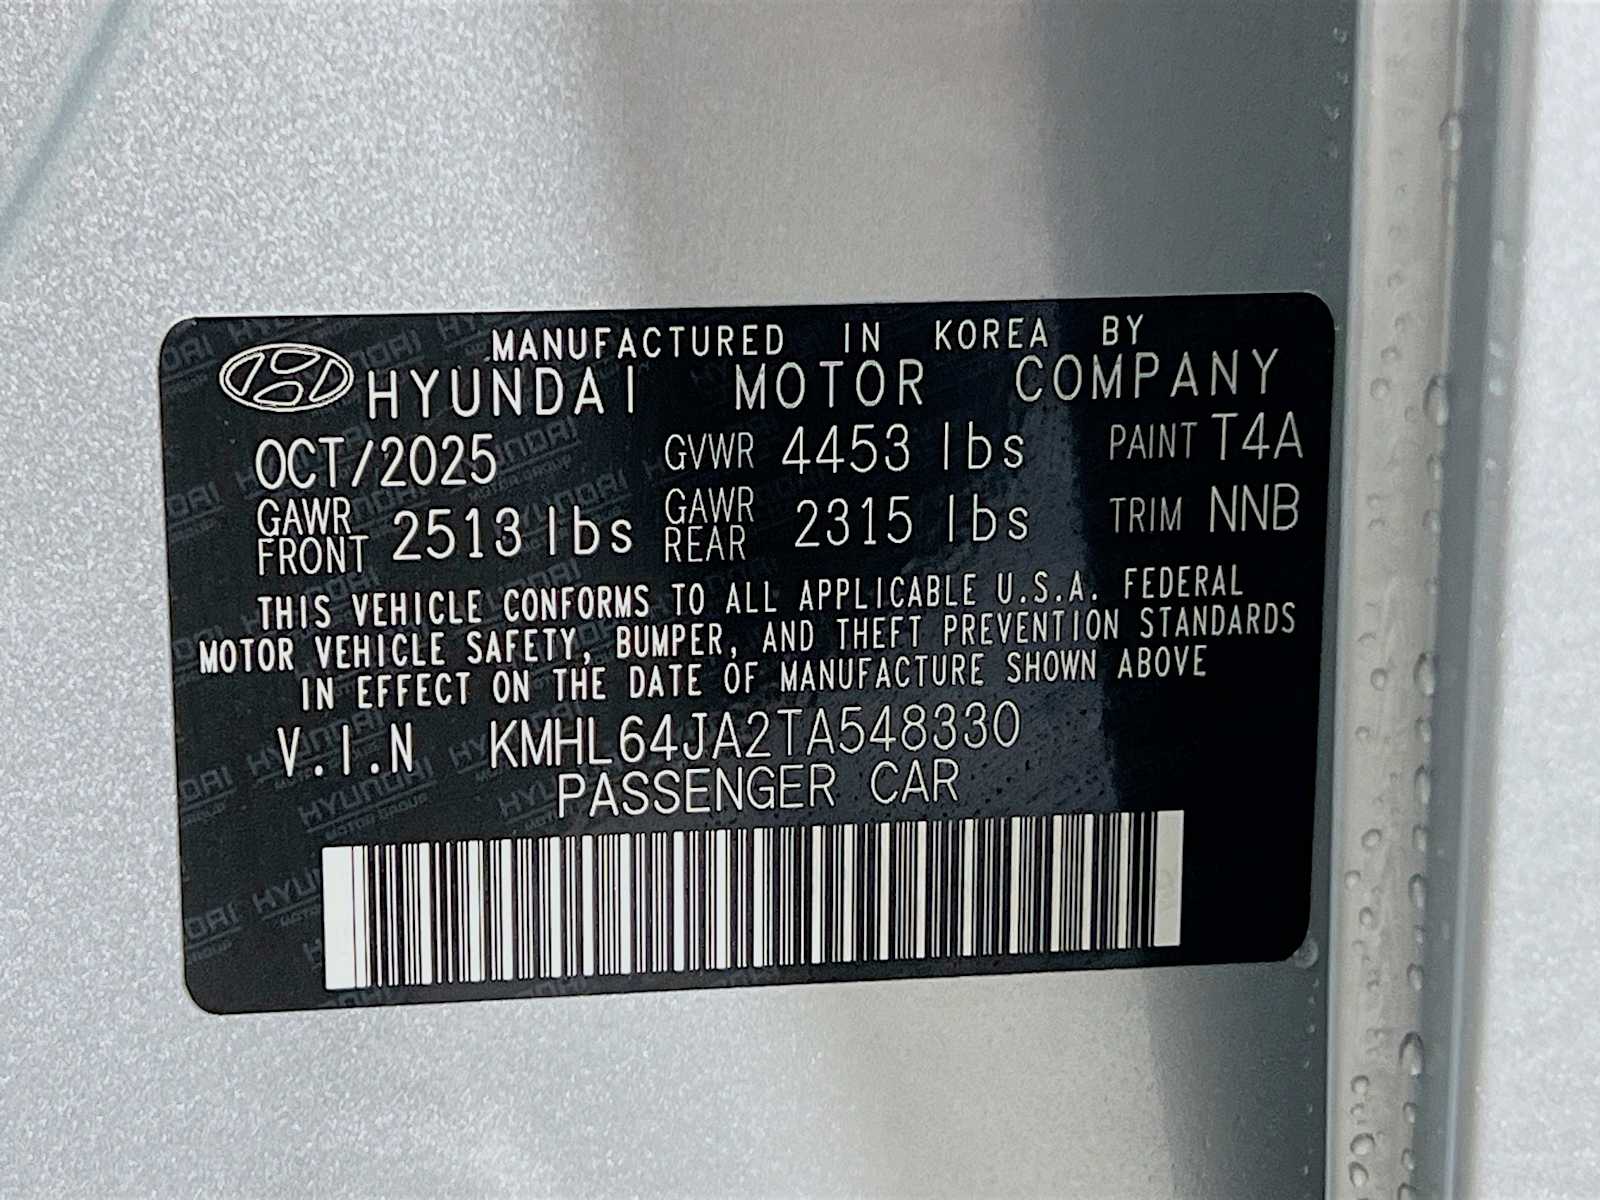 MANUFACTURED IN KOREA BY
HYUNDAI MOTOR COMPANY
OCT/2025 GVWR 4453 lbs PAINT T4A
GAWR FRONT 2513 lbs GAWR REAR 2315 lbs TRIM NNB
THIS VEHICLE CONFORMS TO ALL APPLICABLE U.S.A. FEDERAL
MOTOR VEHICLE SAFETY, BUMPER, AND THEFT PREVENTION STANDARDS
IN EFFECT ON THE DATE OF MANUFACTURE SHOWN ABOVE
V.I.N KMHL64JA2TA548330
PASSENGER CAR